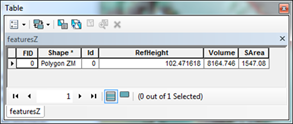 Table
featuresZ
FID Shape * Id RefHeight Volume SArea
0 Polygon ZM 0 102.471618 8164.746 1547.08
1 (0 out of 1 Selected)
featuresZ